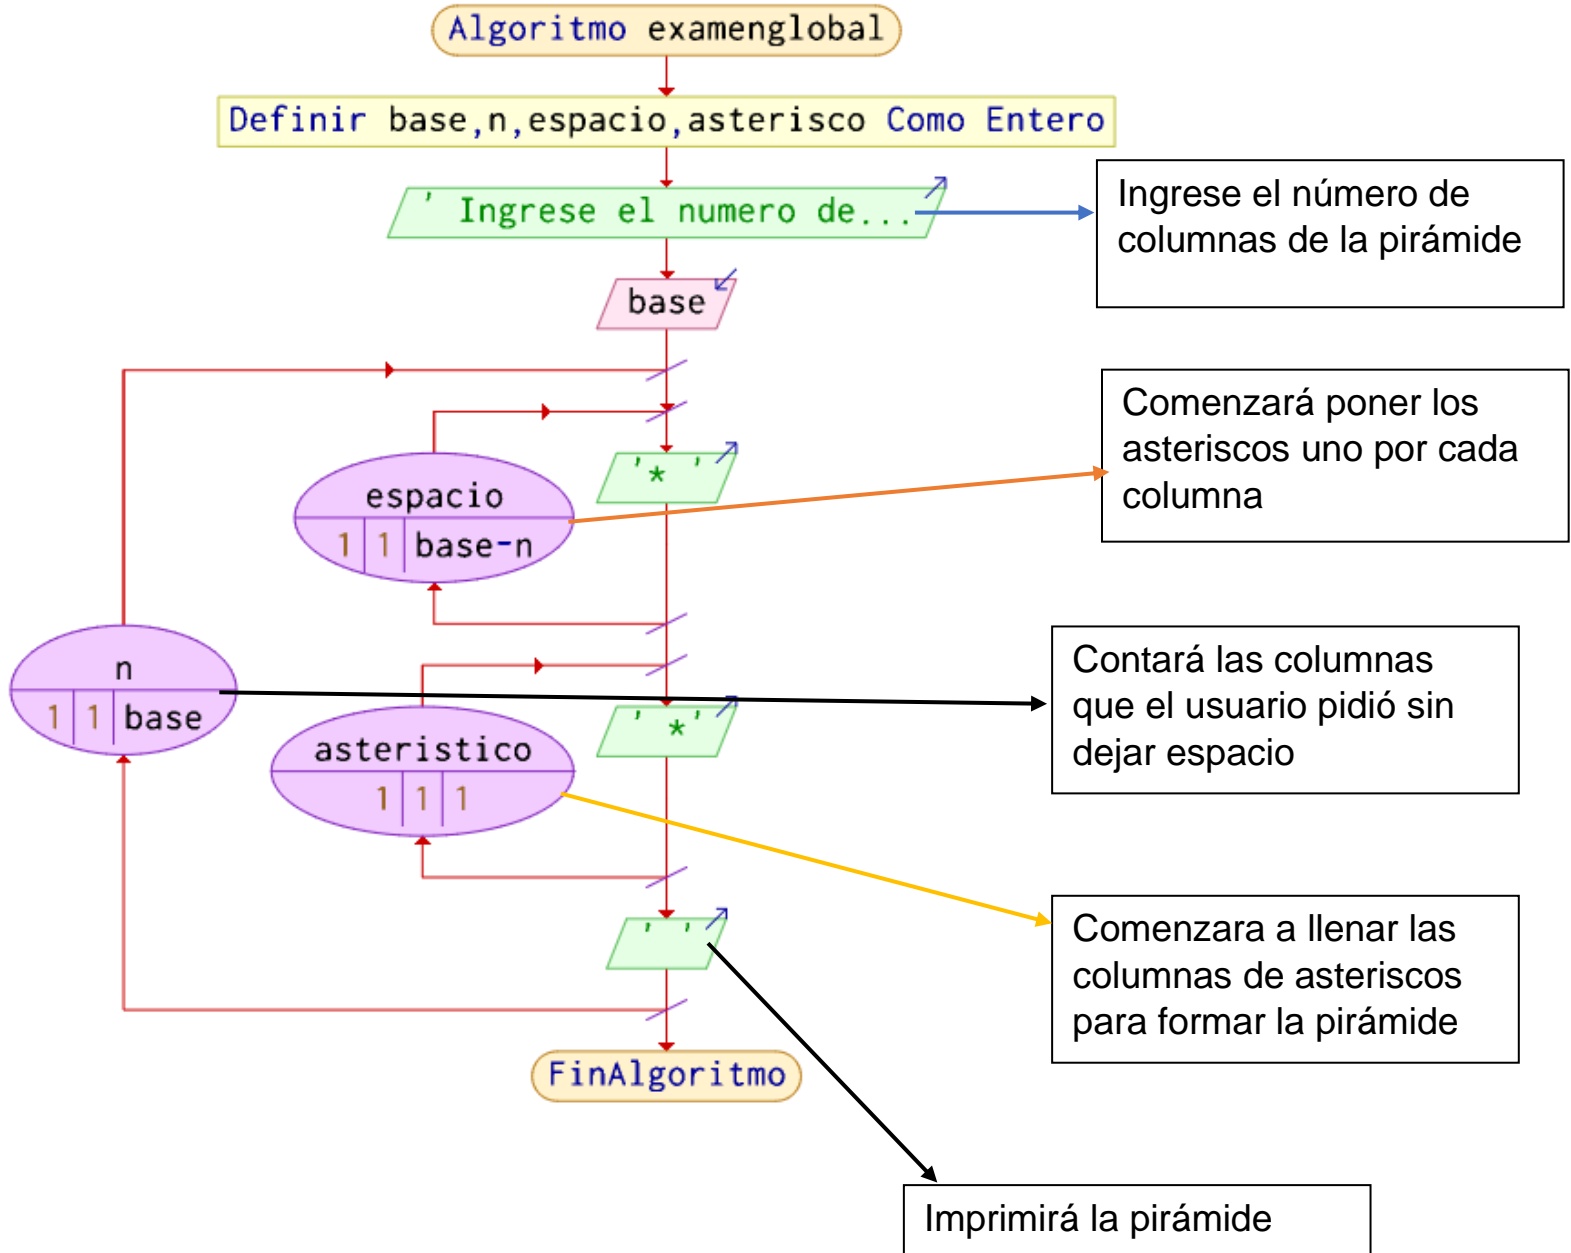 Algoritmo examenglobal
Definir base,n,espacio,asterisco Como Entero
' Ingrese el numero de...
Ingrese el número de
columnas de la pirámide
base
Comenzará poner los
asteriscos uno por cada
columna
'* '
espacio
1 1 base-n
Contará las columnas
que el usuario pidió sin
dejar espacio
n
1 1 base
' *'
asteristico
1 1 1
Comenzara a llenar las
columnas de asteriscos
para formar la pirámide
' '
FinAlgoritmo
Imprimirá la pirámide